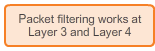 Packet filtering works at
Layer 3 and Layer 4